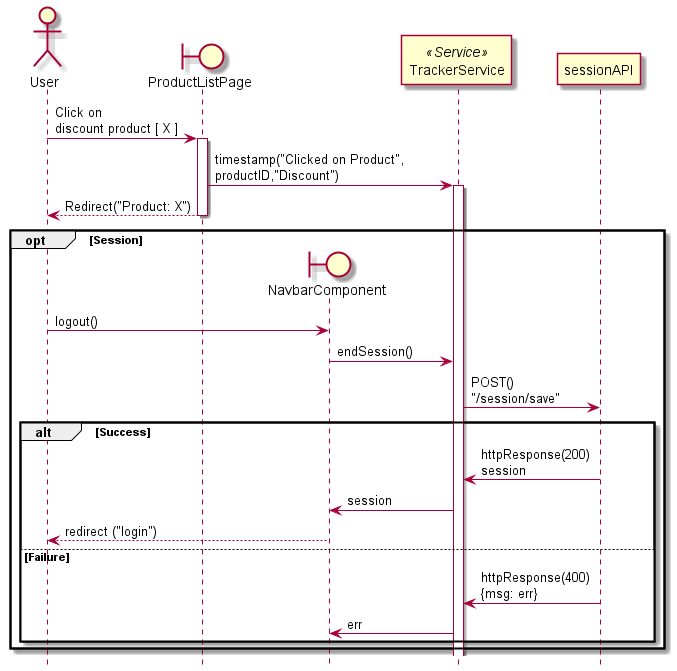 «Service»
TrackerService
sessionAPI
User
ProductListPage
Click on
discount product [ X ]
timestamp("Clicked on Product",
productID,"Discount")
Redirect("Product: X")
opt
[Session]
NavbarComponent
logout()
endSession()
POST()
"/session/save"
alt
[Success]
httpResponse(200)
session
session
redirect ("login")
[Failure]
httpResponse(400)
{msg: err}
err